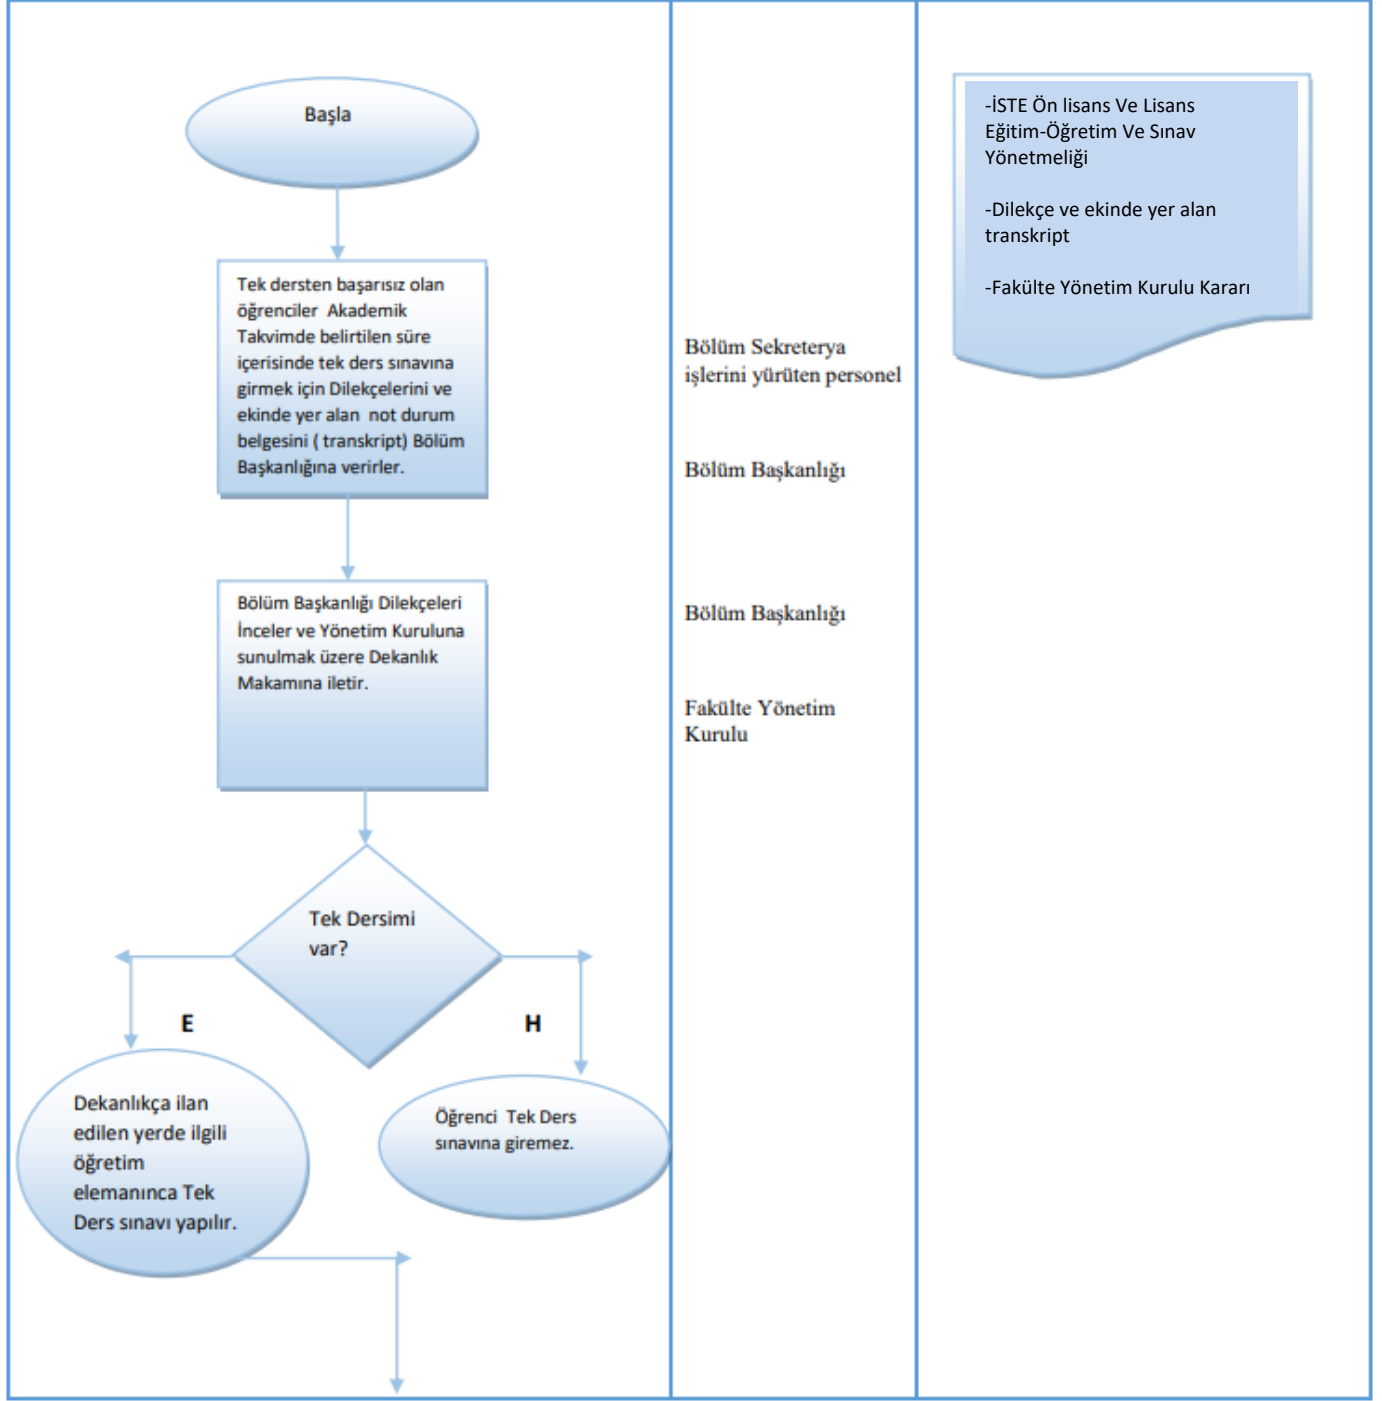 Başla
Tek dersten başarısız olan
öğrenciler Akademik
Takvimde belirtilen süre
içerisinde tek ders sınavına
girmek için Dilekçelerini ve
ekinde yer alan not durum
belgesini ( transkript) Bölüm
Başkanlığına verirler.
Bölüm Başkanlığı Dilekçeleri
İnceler ve Yönetim Kuruluna
sunulmak üzere Dekanlık
Makamına iletir.
Tek Dersimi
var?
E
H
Dekanlıkça ilan
edilen yerde ilgili
öğretim
elemanınca Tek
Ders sınavı yapılır.
Öğrenci Tek Ders
sınavına giremez.
Bölüm Sekreterya
işlerini yürüten personel
Bölüm Başkanlığı
Bölüm Başkanlığı
Fakülte Yönetim
Kurulu
-İSTE Ön lisans Ve Lisans
Eğitim-Öğretim Ve Sınav
Yönetmeliği
-Dilekçe ve ekinde yer alan
transkript
-Fakülte Yönetim Kurulu Kararı